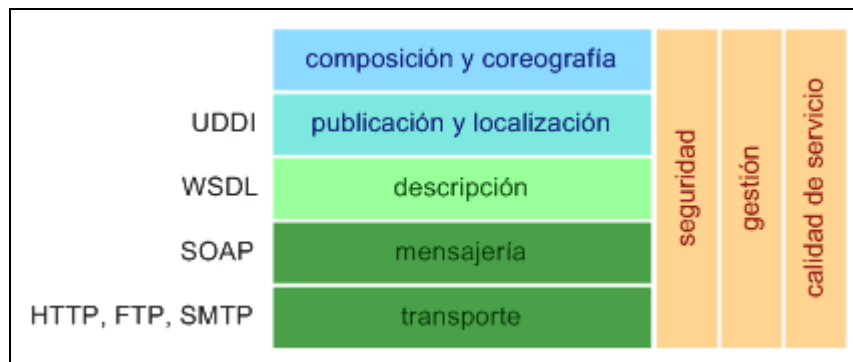 composición y coreografía
UDDI publicación y localización
WSDL descripción
SOAP mensajería
HTTP, FTP, SMTP transporte
seguridad
gestión
calidad de servicio